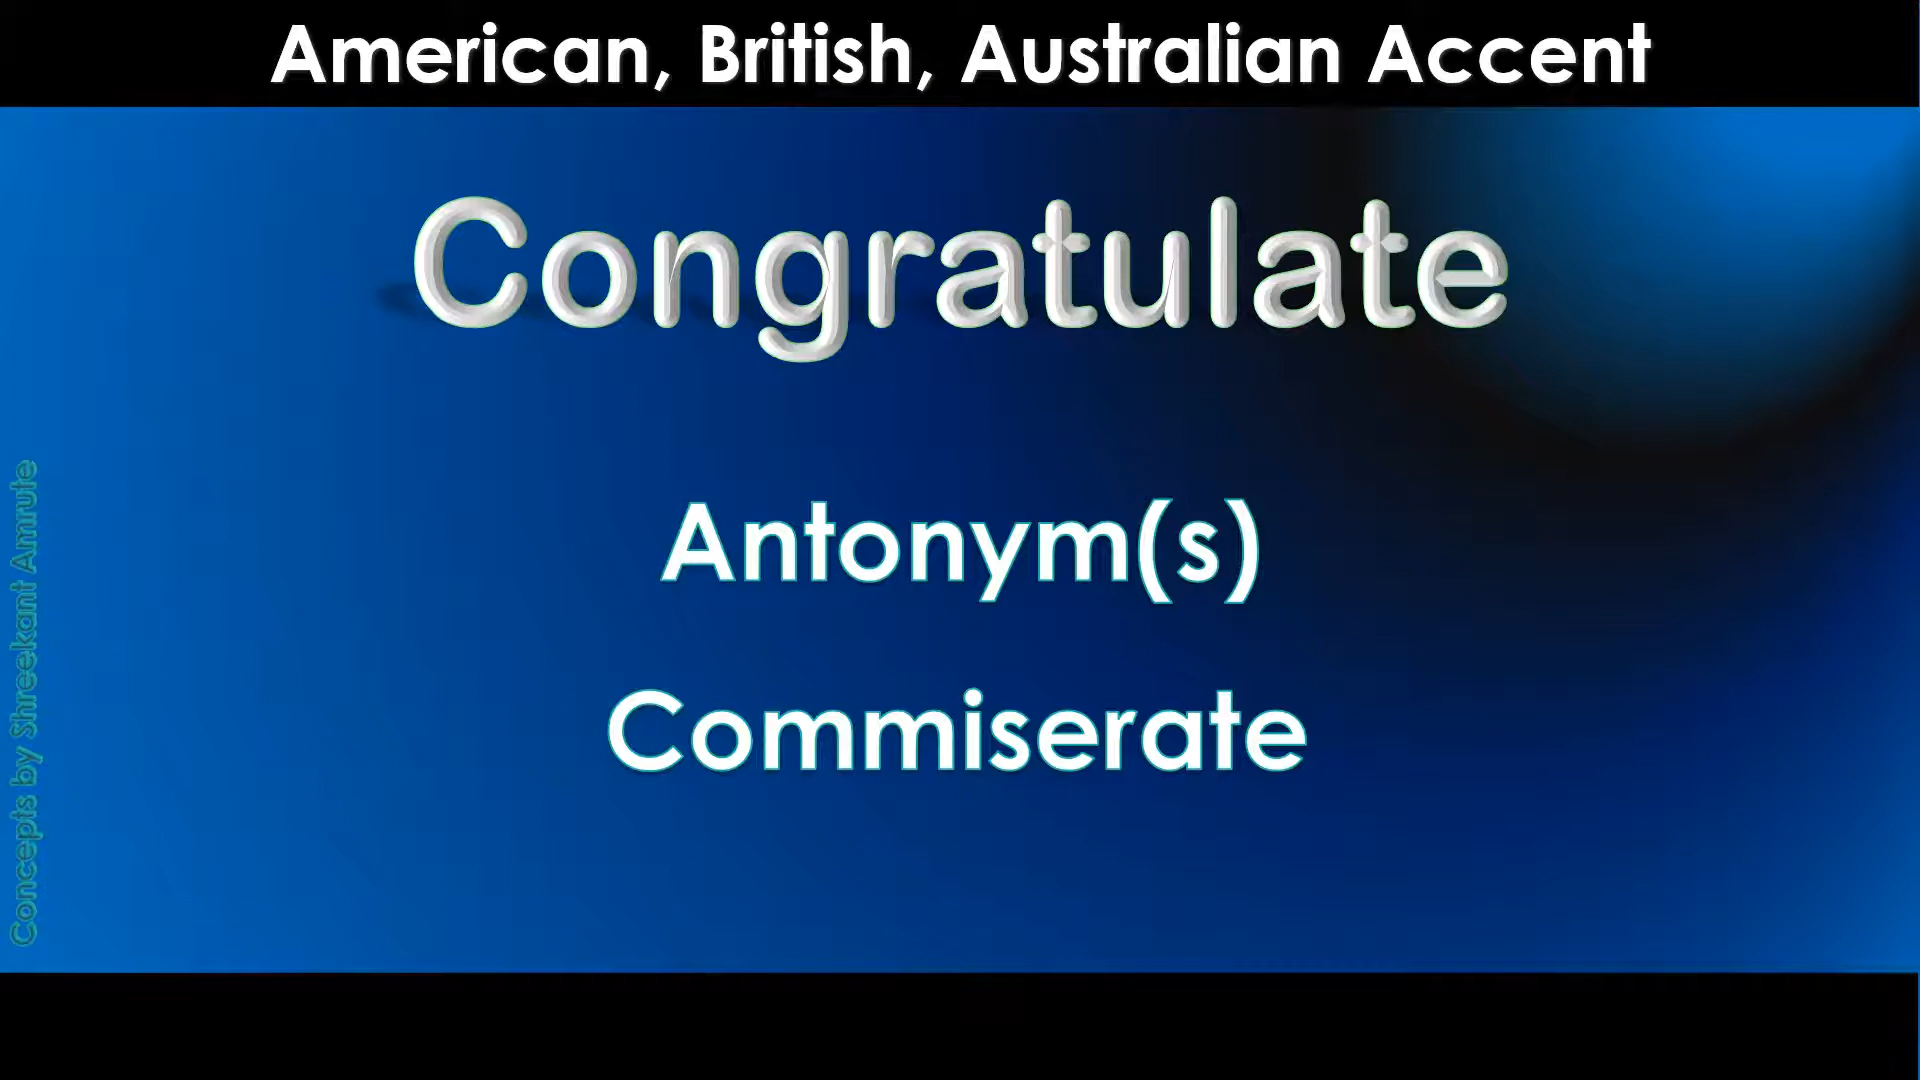 American, British, Australian Accent
Congratulate
Antonym(s)
Commiserate
Concepts by Shreekant Amrute